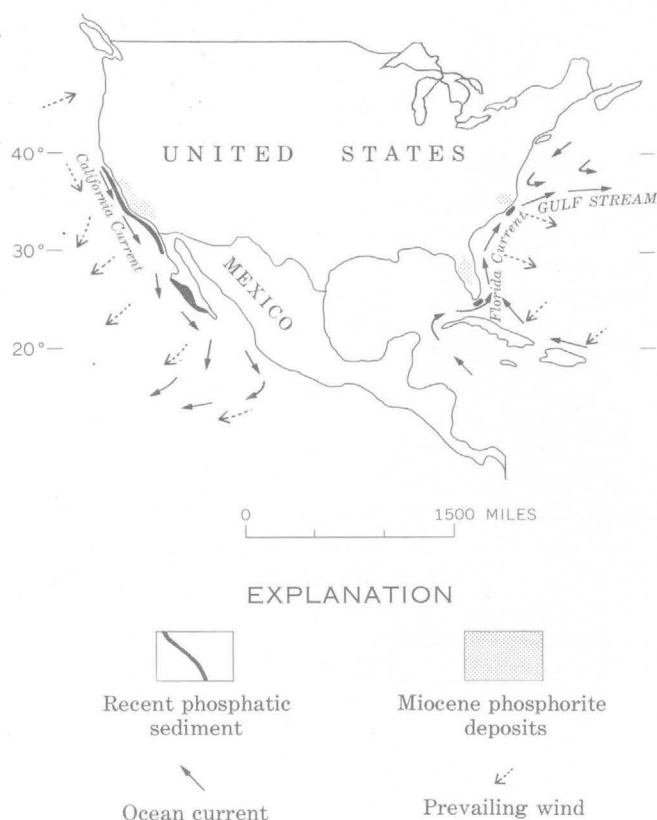 UNITED STATES
40°
California Current
GULF STREAM
30°
Florida Current
MEXICO
20°
0 1500 MILES
EXPLANATION
Recent phosphatic
sediment
Miocene phosphorite
deposits
Ocean current
Prevailing wind